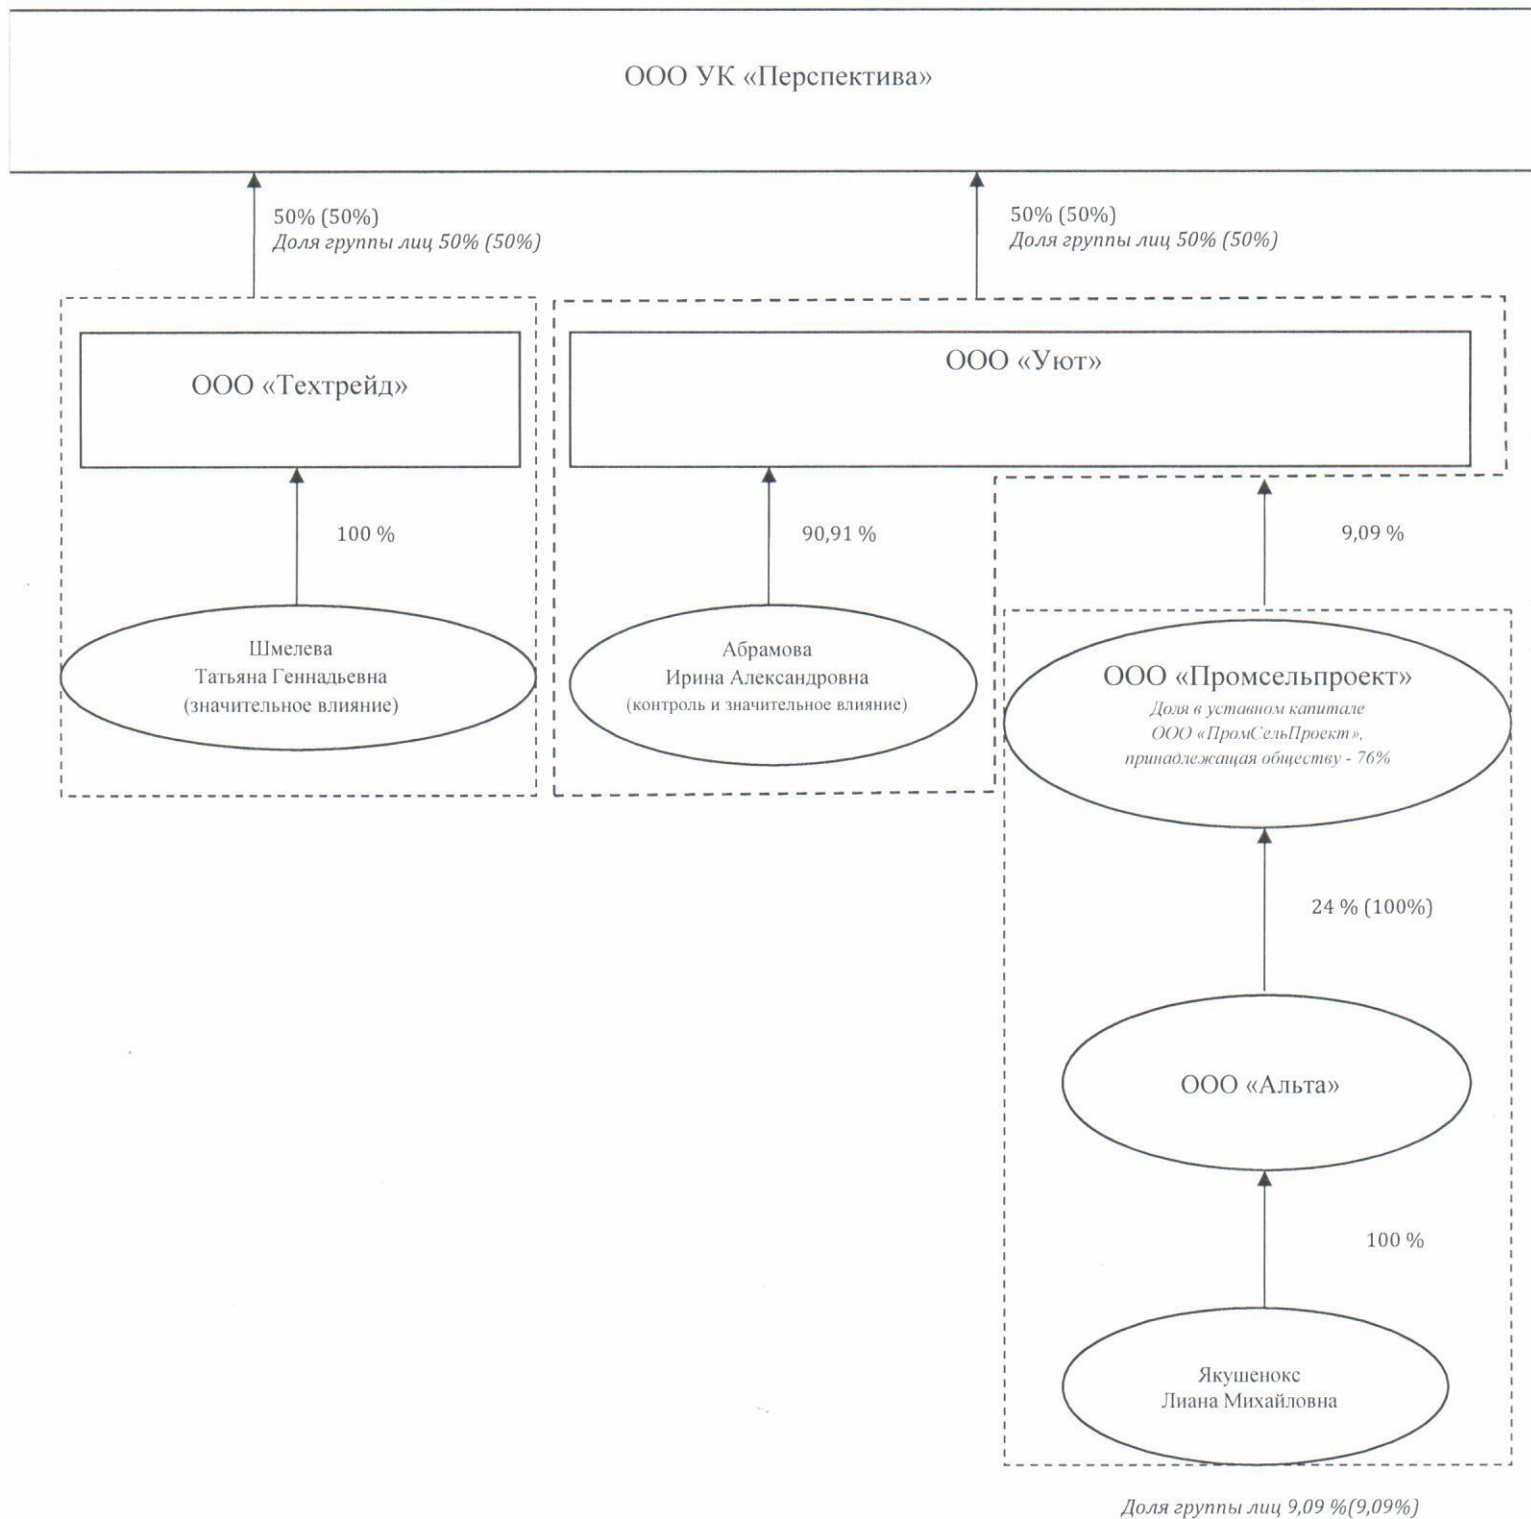 ООО УК «Перспектива»
50% (50%)
Доля группы лиц 50% (50%)
50% (50%)
Доля группы лиц 50% (50%)
ООО «Техтрейд»
ООО «Уют»
100 %
90,91 %
9,09 %
Шмелева
Татьяна Геннадьевна
(значительное влияние)
Абрамова
Ирина Александровна
(контроль и значительное влияние)
ООО «Промсельпроект»
Доля в уставном капитале
ООО «ПромСельПроект»,
принадлежащая обществу - 76%
24 % (100%)
ООО «Альта»
100 %
Якушенокс
Лиана Михайловна
Доля группы лиц 9,09 %(9,09%)